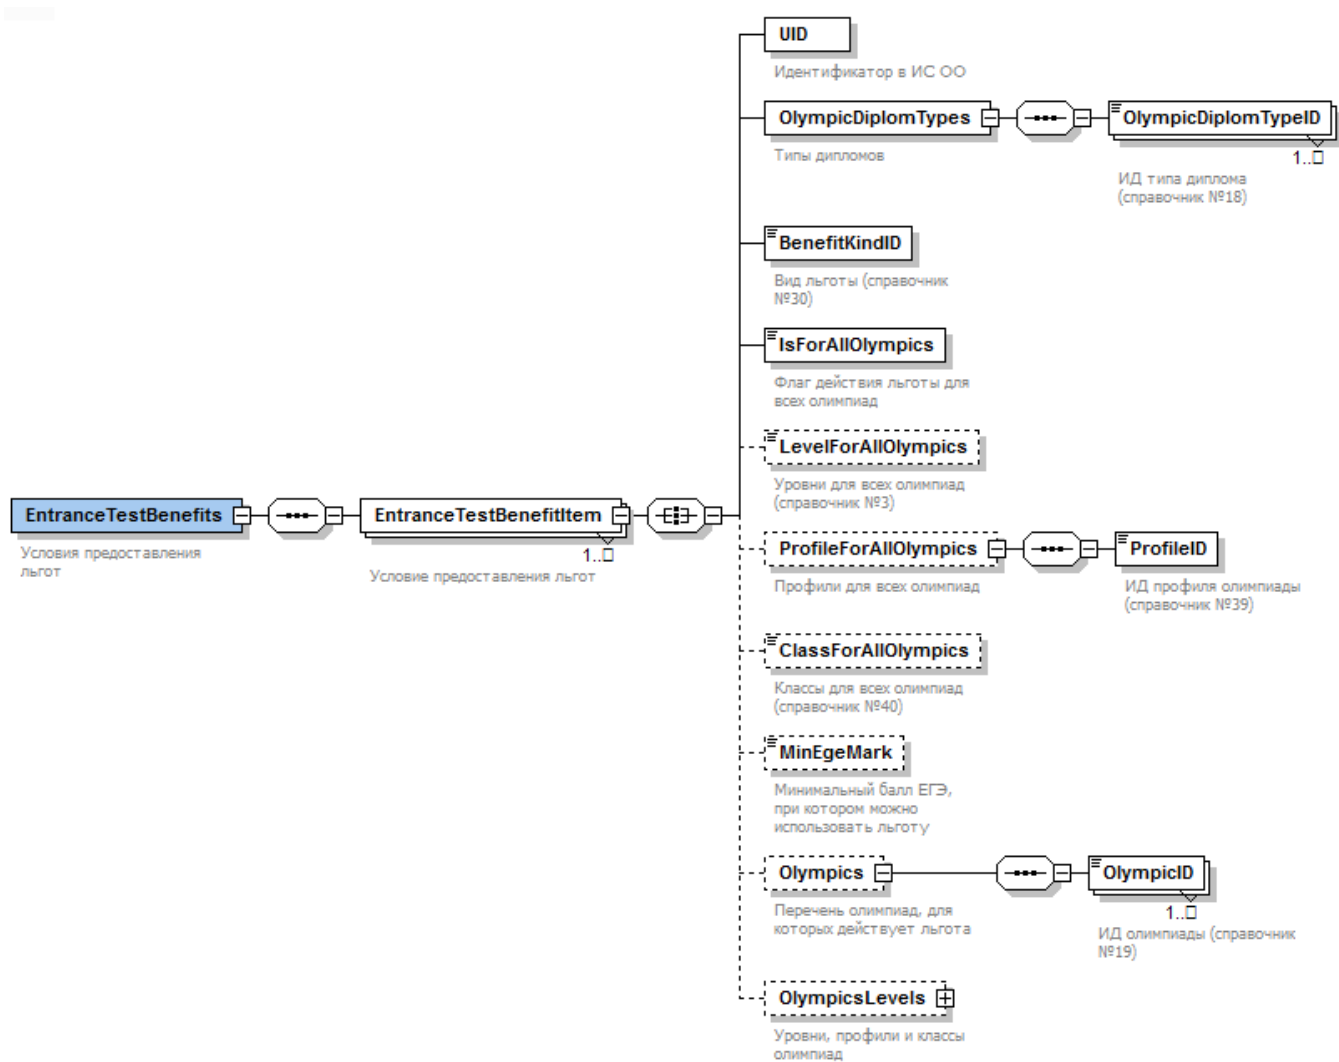 UID
Идентификатор в ИС ОО
OlympicDiplomTypes
Типы дипломов
OlympicDiplomTypeID
1..□
ИД типа диплома
(справочник №18)
BenefitKindID
Вид льготы (справочник
№30)
IsForAllOlympics
Флаг действия льготы для
всех олимпиад
LevelForAllOlympics
Уровни для всех олимпиад
(справочник №3)
EntranceTestBenefits
Условия предоставления
льгот
EntranceTestBenefitItem
1..□
Условие предоставления льгот
ProfileForAllOlympics
Профили для всех олимпиад
ProfileID
ИД профиля олимпиады
(справочник №39)
ClassForAllOlympics
Классы для всех олимпиад
(справочник №40)
MinEgeMark
Минимальный балл ЕГЭ,
при котором можно
использовать льготу
Olympics
Перечень олимпиад, для
которых действует льгота
OlympicID
1..□
ИД олимпиады (справочник
№19)
OlympicsLevels
Уровни, профили и классы
олимпиад